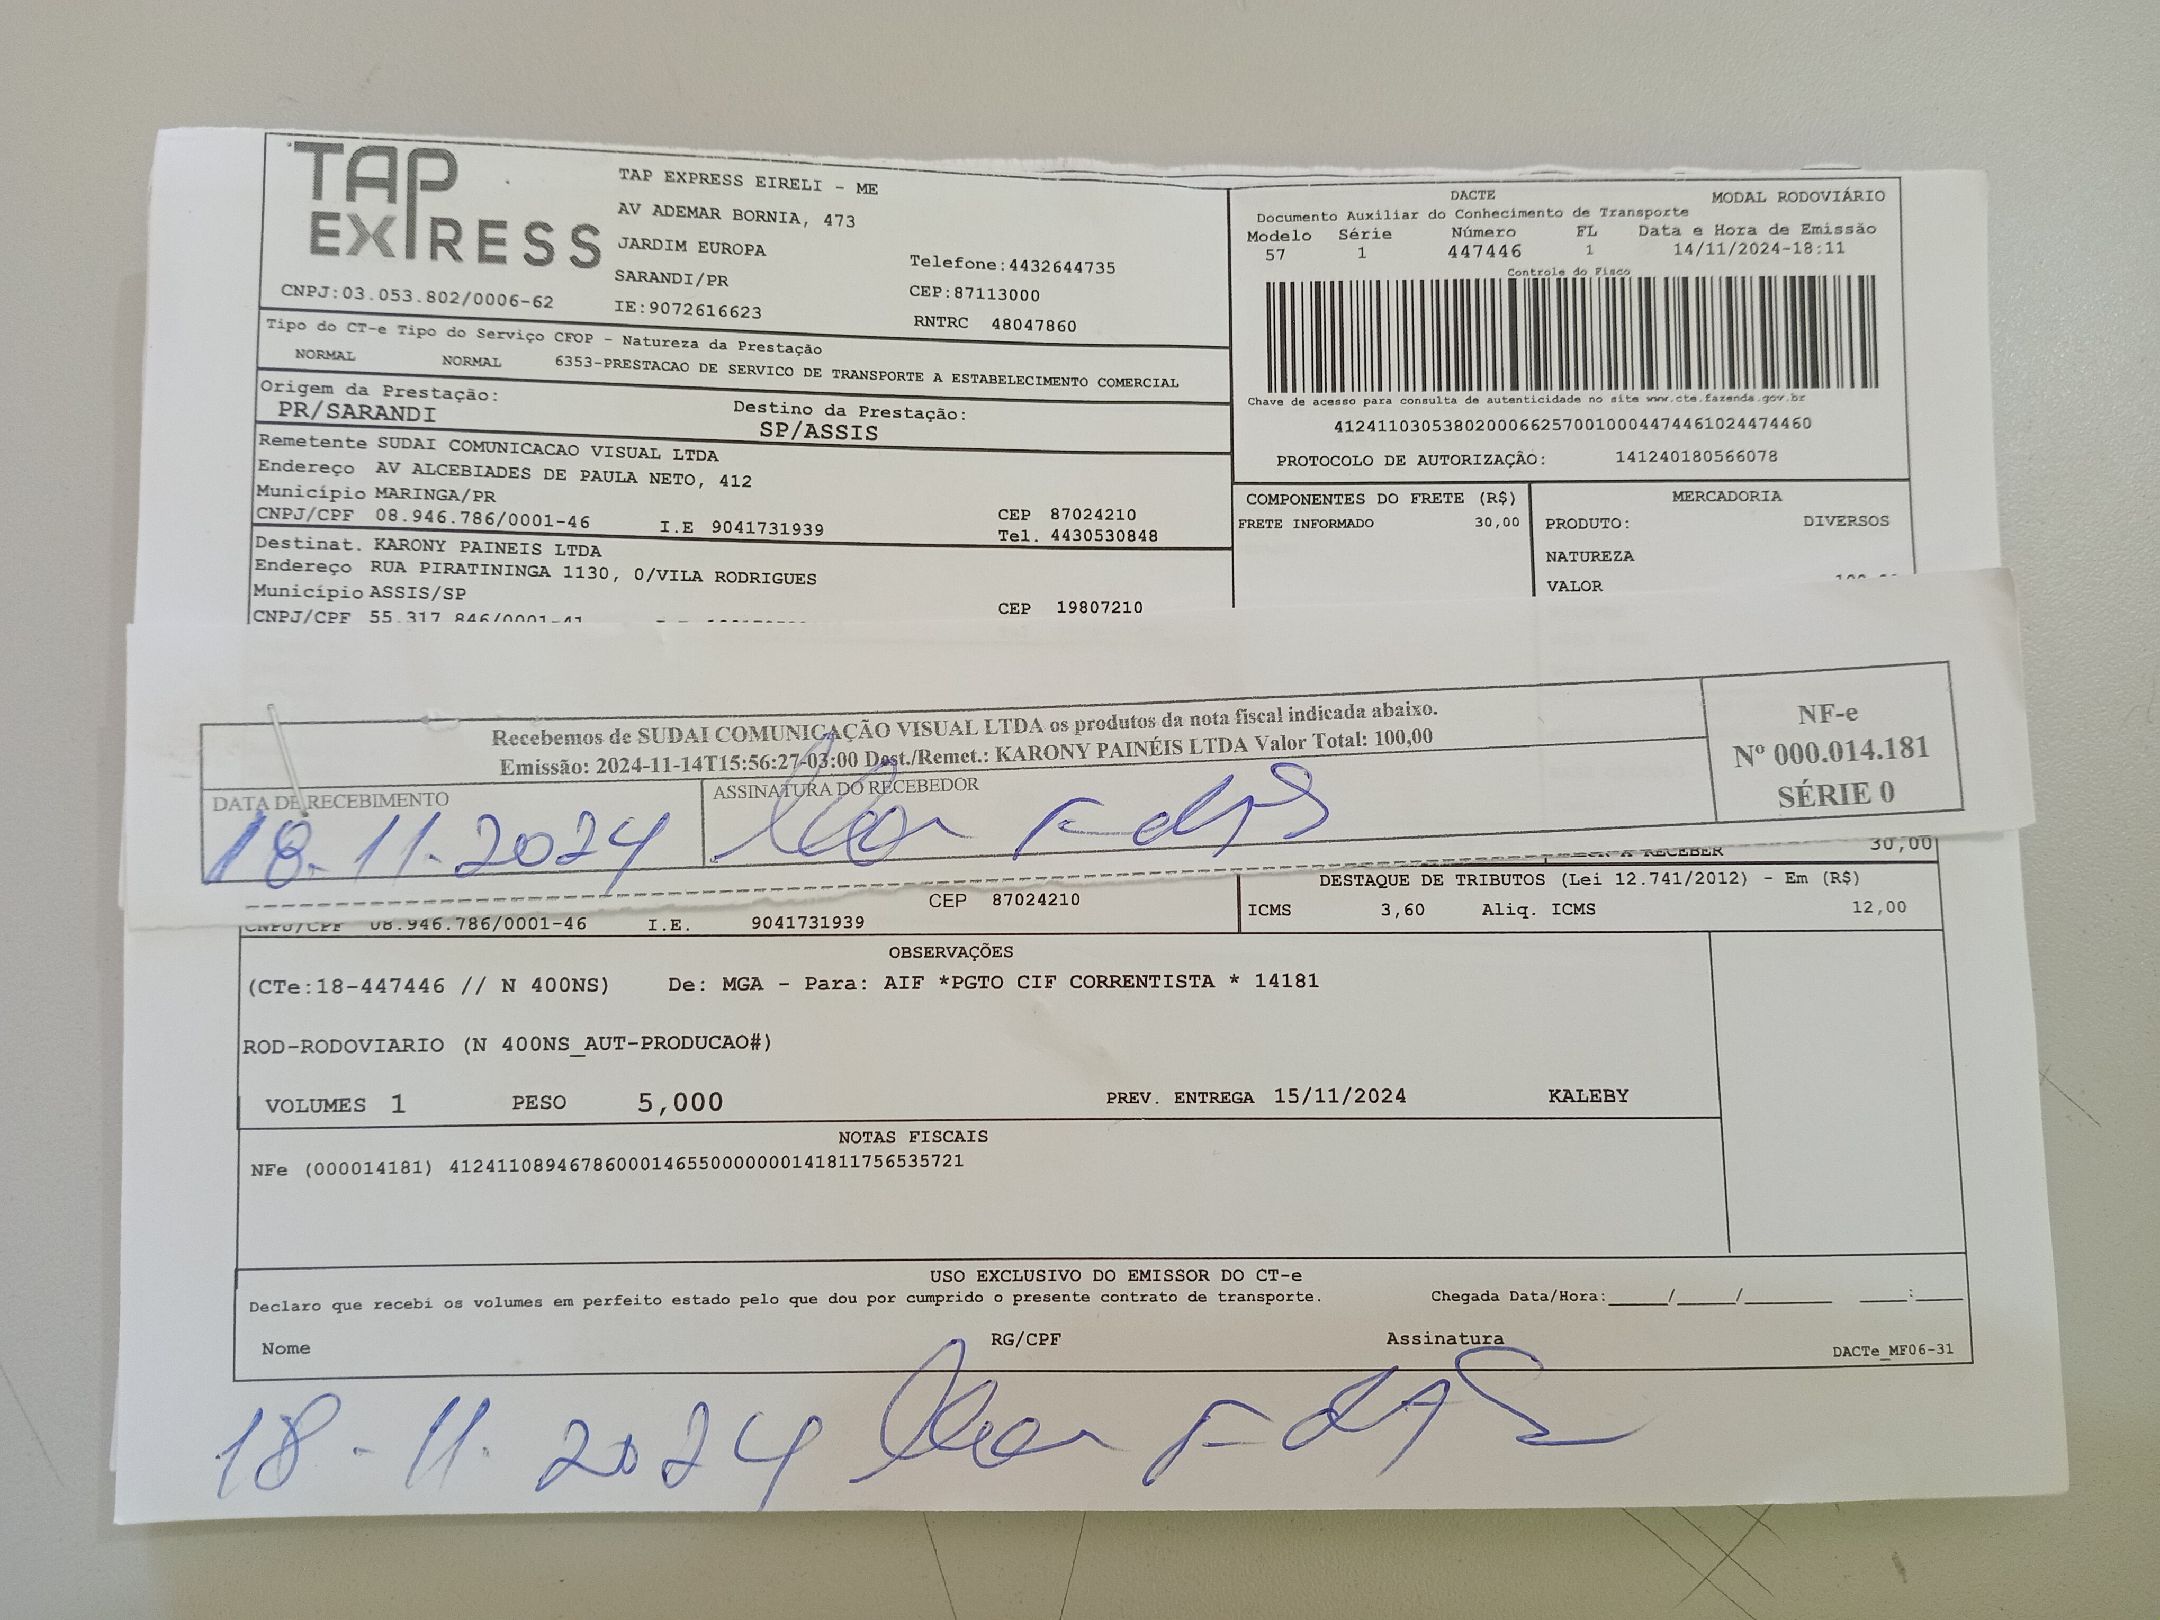 TAP
EXPRESS
TAP EXPRESS EIRELI - ME
AV ADEMAR BORNIA, 473
JARDIM EUROPA
SARANDI/PR
IE:9072616623
Telefone:4432644735
CEP:87113000
RNTRC 48047860
CNPJ:03.053.802/0006-62
DACTE MODAL RODOVIÁRIO
Documento Auxiliar do Conhecimento de Transporte
Modelo Série Número FL Data e Hora de Emissão
57 1 447446 1 14/11/2024-18:11
Controle do Fisco
Chave de acesso para consulta de autenticidade no site www.cte.fazenda.gov.br
41241103053802000662570010004474461024474460
PROTOCOLO DE AUTORIZAÇÃO: 141240180566078
Tipo do CT-e Tipo do Serviço CFOP - Natureza da Prestação
NORMAL NORMAL 6353-PRESTACAO DE SERVICO DE TRANSPORTE A ESTABELECIMENTO COMERCIAL
Origem da Prestação: Destino da Prestação:
PR/SARANDI SP/ASSIS
Remetente SUDAI COMUNICACAO VISUAL LTDA
Endereço AV ALCEBIADES DE PAULA NETO, 412
Município MARINGA/PR CEP 87024210
CNPJ/CPF 08.946.786/0001-46 I.E 9041731939 Tel. 4430530848
Destinat. KARONY PAINEIS LTDA
Endereço RUA PIRATININGA 1130, 0/VILA RODRIGUES
Município ASSIS/SP CEP 19807210
CNPJ/CPF 55.317.846/0001-41
COMPONENTES DO FRETE (R$)
FRETE INFORMADO 30,00
MERCADORIA
PRODUTO: DIVERSOS
NATUREZA
VALOR
Recebemos de SUDAI COMUNICAÇÃO VISUAL LTDA os produtos da nota fiscal indicada abaixo.
Emissão: 2024-11-14T15:56:27-03:00 Dest./Remet.: KARONY PAINÉIS LTDA Valor Total: 100,00
DATA DE RECEBIMENTO ASSINATURA DO RECEBEDOR
18-11-2024
NF-e
Nº 000.014.181
SÉRIE 0
A RECEBER 30,00
CEP 87024210
CNPJ/CPF 08.946.786/0001-46 I.E. 9041731939
DESTAQUE DE TRIBUTOS (Lei 12.741/2012) - Em (R$)
ICMS 3,60 Aliq. ICMS 12,00
OBSERVAÇÕES
(CTe:18-447446 // N 400NS) De: MGA - Para: AIF *PGTO CIF CORRENTISTA * 14181
ROD-RODOVIARIO (N 400NS_AUT-PRODUCAO#)
VOLUMES 1 PESO 5,000 PREV. ENTREGA 15/11/2024 KALEBY
NOTAS FISCAIS
NFe (000014181) 41241108946786000146550000000141811756535721
USO EXCLUSIVO DO EMISSOR DO CT-e
Declaro que recebi os volumes em perfeito estado pelo que dou por cumprido o presente contrato de transporte. Chegada Data/Hora:_____/_____/________ ____:____
Nome RG/CPF Assinatura
DACTe_MF06-31
18-11.2024